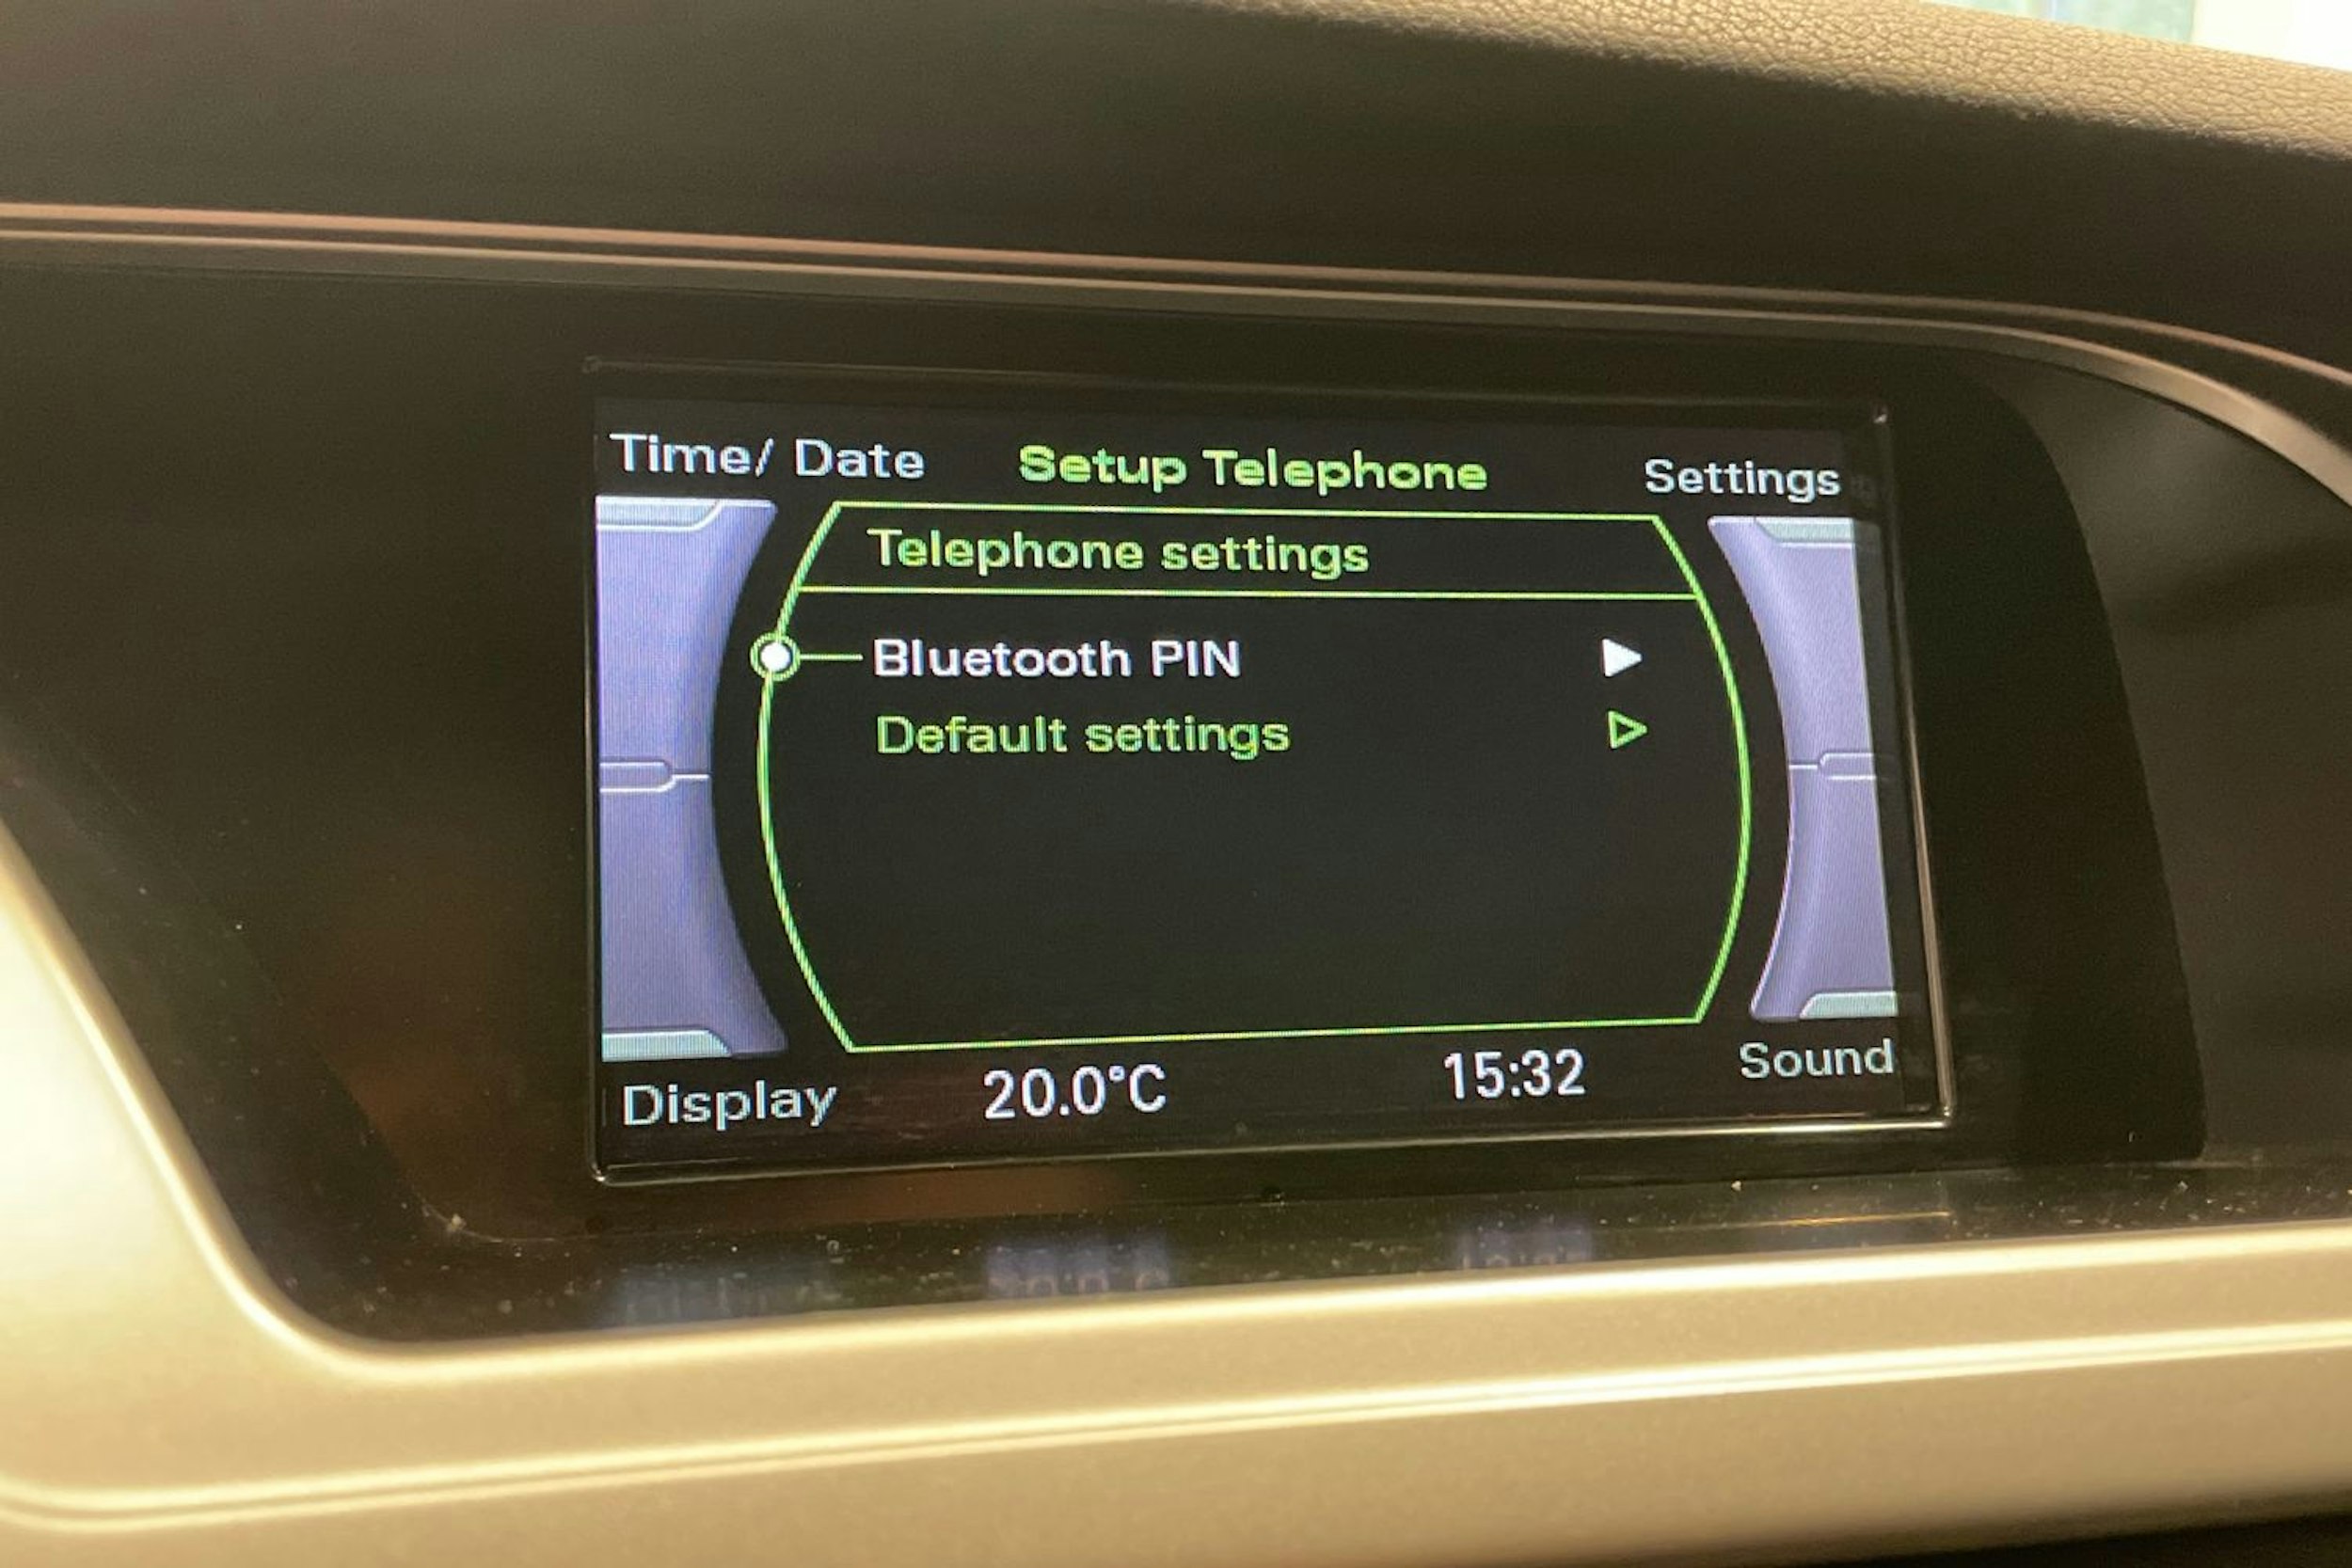 Time/ Date Setup Telephone Settings
Telephone settings
Bluetooth PIN
Default settings
Display 20.0°C 15:32 Sound